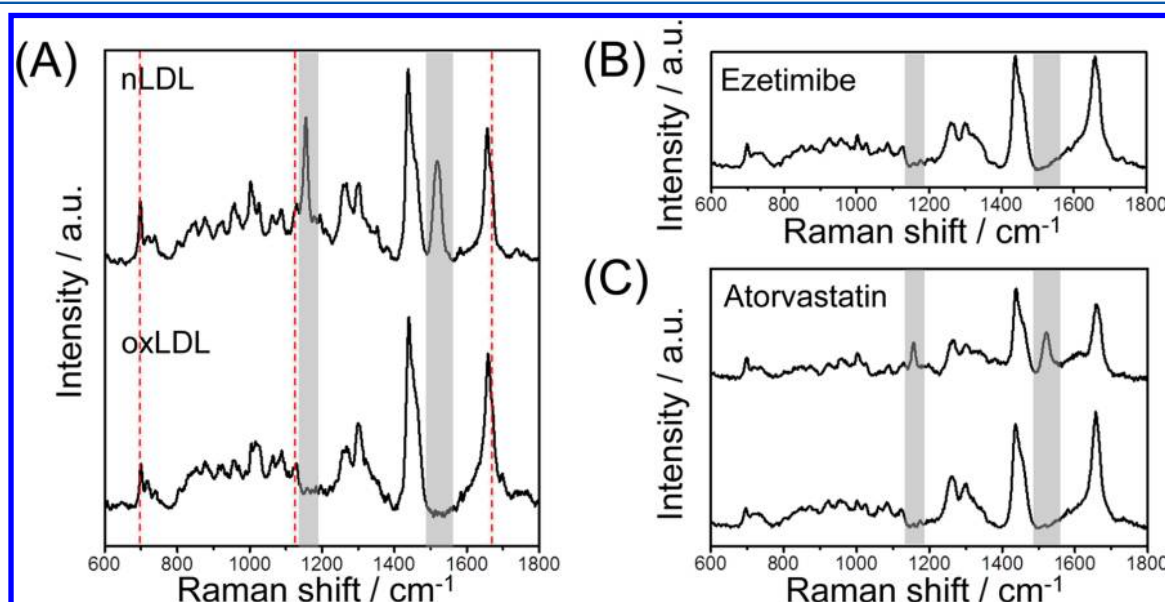 (A)
nLDL
oxLDL
Intensity / a.u.
600 800 1000 1200 1400 1600 1800
Raman shift / cm-1
(B)
Ezetimibe
Intensity / a.u.
600 800 1000 1200 1400 1600 1800
Raman shift / cm-1
(C)
Atorvastatin
Intensity / a.u.
600 800 1000 1200 1400 1600 1800
Raman shift / cm-1